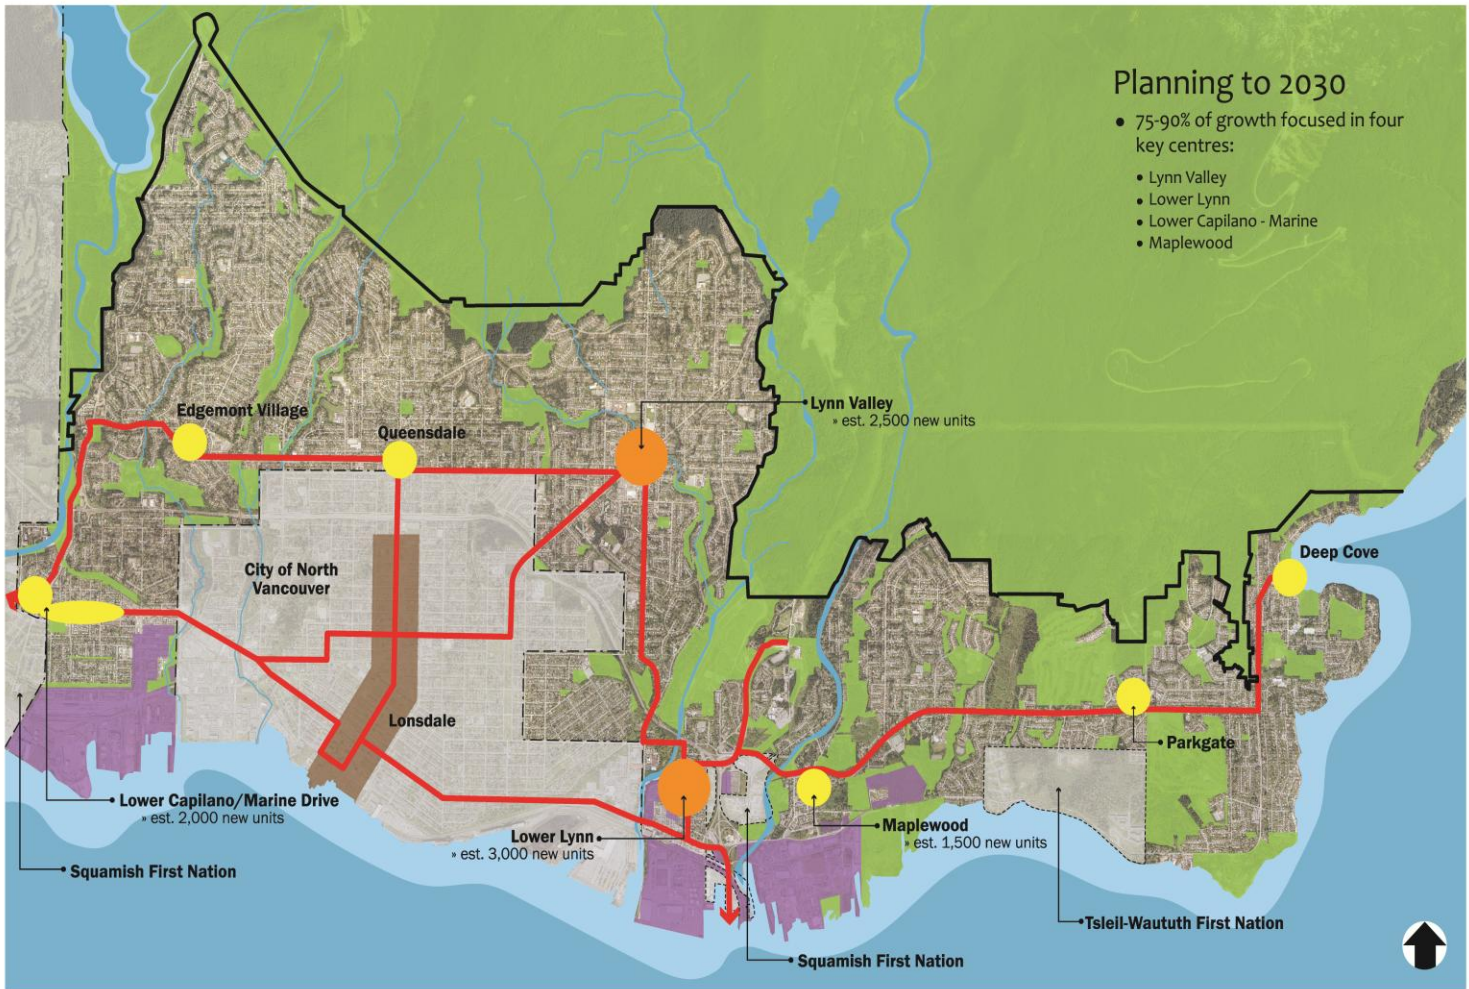 Planning to 2030
• 75-90% of growth focused in four
key centres:
• Lynn Valley
• Lower Lynn
• Lower Capilano - Marine
• Maplewood
Edgemont Village
Queensdale
Lynn Valley
» est. 2,500 new units
City of North
Vancouver
Deep Cove
Lonsdale
Parkgate
Lower Capilano/Marine Drive
» est. 2,000 new units
Lower Lynn
» est. 3,000 new units
Maplewood
» est. 1,500 new units
Squamish First Nation
Tsleil-Waututh First Nation
Squamish First Nation